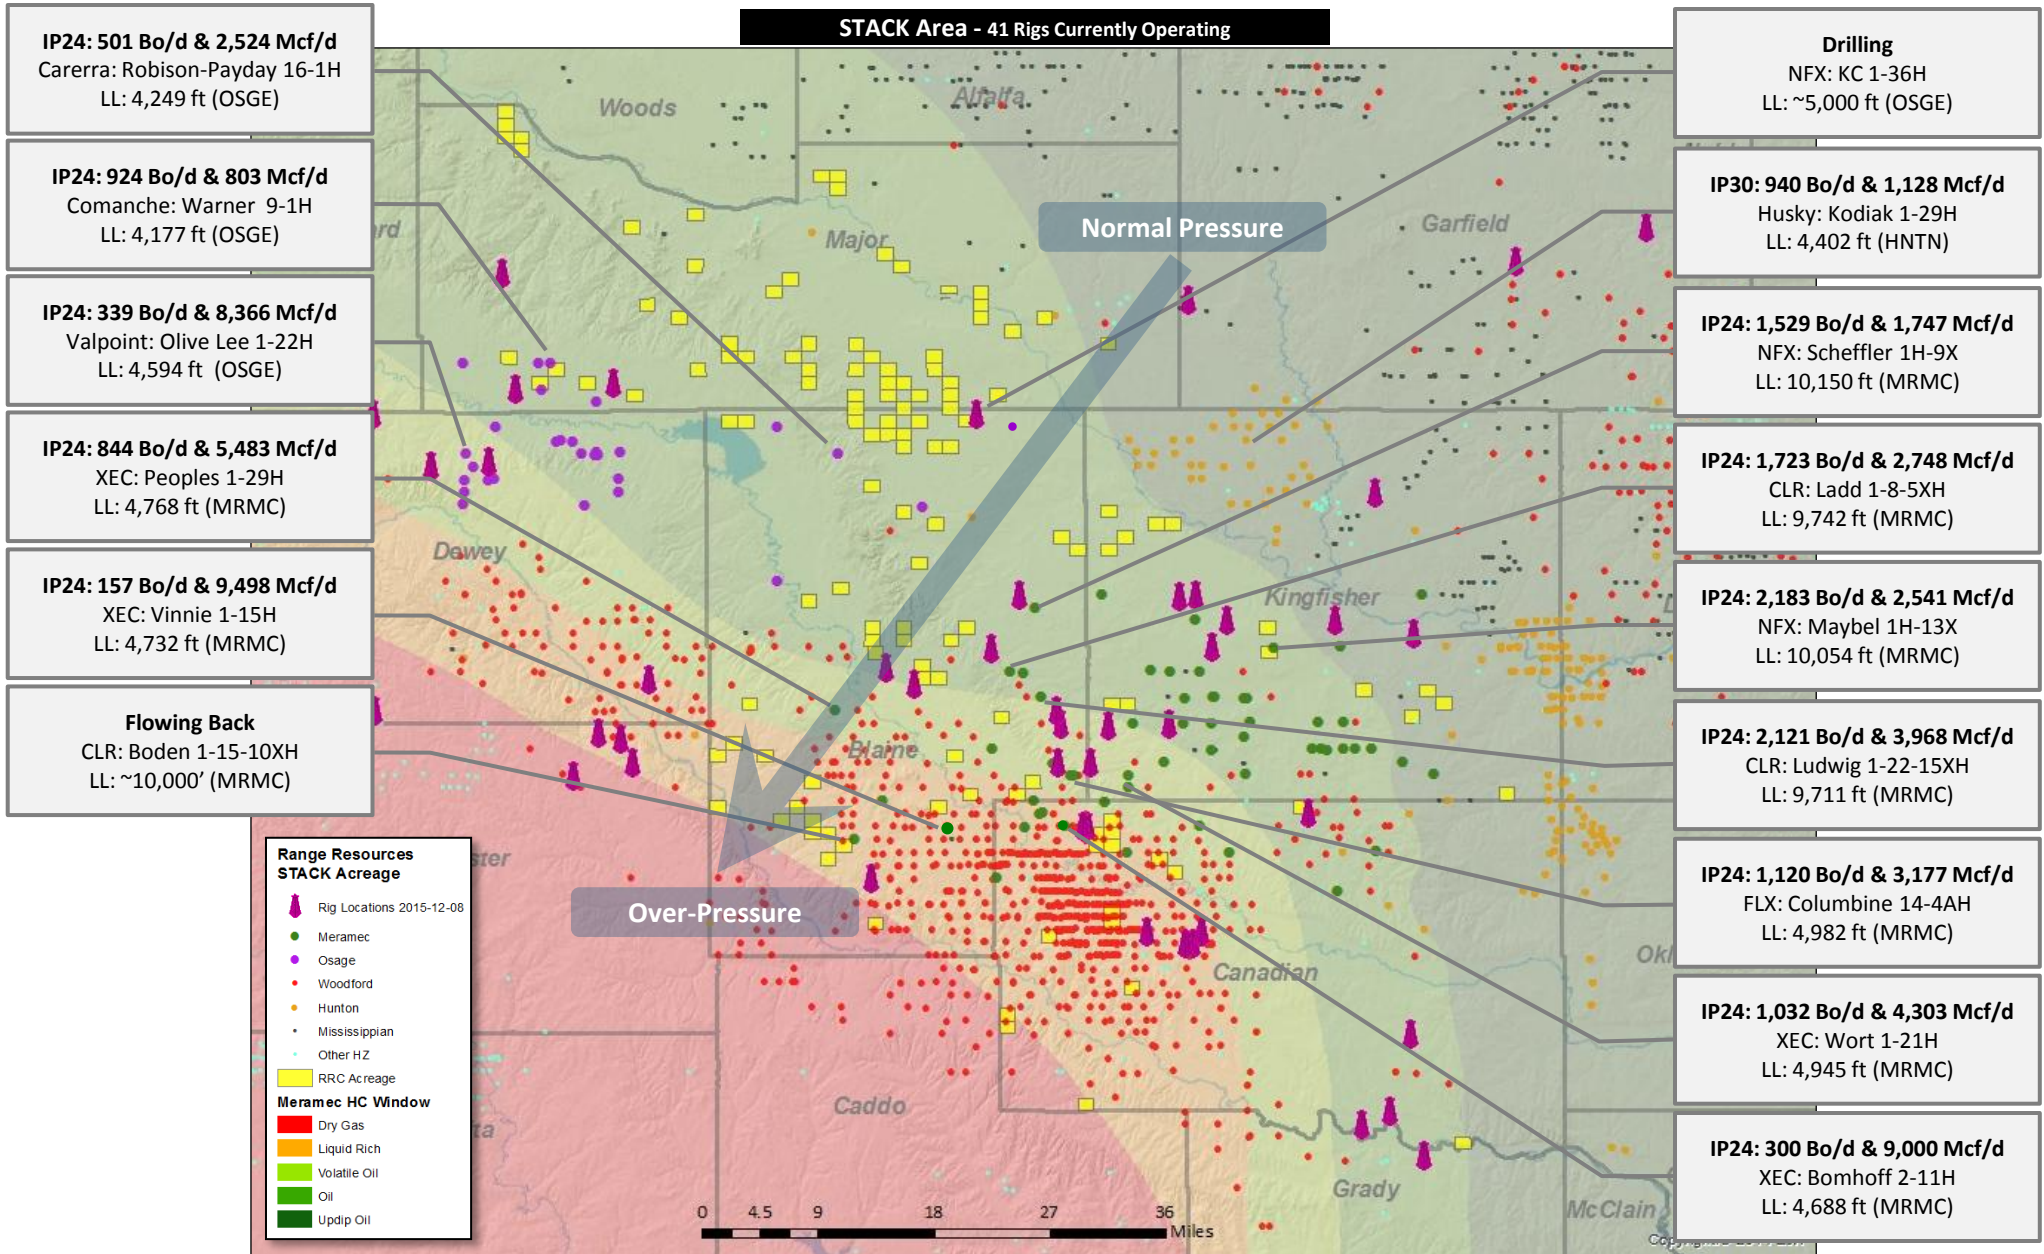 STACK Area - 41 Rigs Currently Operating
IP24: 501 Bo/d & 2,524 Mcf/d
Carerra: Robison-Payday 16-1H
LL: 4,249 ft (OSGE)
IP24: 924 Bo/d & 803 Mcf/d
Comanche: Warner 9-1H
LL: 4,177 ft (OSGE)
IP24: 339 Bo/d & 8,366 Mcf/d
Valpoint: Olive Lee 1-22H
LL: 4,594 ft (OSGE)
IP24: 844 Bo/d & 5,483 Mcf/d
XEC: Peoples 1-29H
LL: 4,768 ft (MRMC)
IP24: 157 Bo/d & 9,498 Mcf/d
XEC: Vinnie 1-15H
LL: 4,732 ft (MRMC)
Flowing Back
CLR: Boden 1-15-10XH
LL: ~10,000’ (MRMC)
Woods
Alfalfa
Major
Garfield
Normal Pressure
Dewey
Kingfisher
Blaine
Over-Pressure
Canadian
Caddo
Grady
McClain
Range Resources
STACK Acreage
Rig Locations 2015-12-08
Meramec
Osage
Woodford
Hunton
Mississippian
Other HZ
RRC Acreage
Meramec HC Window
Dry Gas
Liquid Rich
Volatile Oil
Oil
Updip Oil
0 4.5 9 18 27 36
Miles
Drilling
NFX: KC 1-36H
LL: ~5,000 ft (OSGE)
IP30: 940 Bo/d & 1,128 Mcf/d
Husky: Kodiak 1-29H
LL: 4,402 ft (HNTN)
IP24: 1,529 Bo/d & 1,747 Mcf/d
NFX: Scheffler 1H-9X
LL: 10,150 ft (MRMC)
IP24: 1,723 Bo/d & 2,748 Mcf/d
CLR: Ladd 1-8-5XH
LL: 9,742 ft (MRMC)
IP24: 2,183 Bo/d & 2,541 Mcf/d
NFX: Maybel 1H-13X
LL: 10,054 ft (MRMC)
IP24: 2,121 Bo/d & 3,968 Mcf/d
CLR: Ludwig 1-22-15XH
LL: 9,711 ft (MRMC)
IP24: 1,120 Bo/d & 3,177 Mcf/d
FLX: Columbine 14-4AH
LL: 4,982 ft (MRMC)
IP24: 1,032 Bo/d & 4,303 Mcf/d
XEC: Wort 1-21H
LL: 4,945 ft (MRMC)
IP24: 300 Bo/d & 9,000 Mcf/d
XEC: Bomhoff 2-11H
LL: 4,688 ft (MRMC)